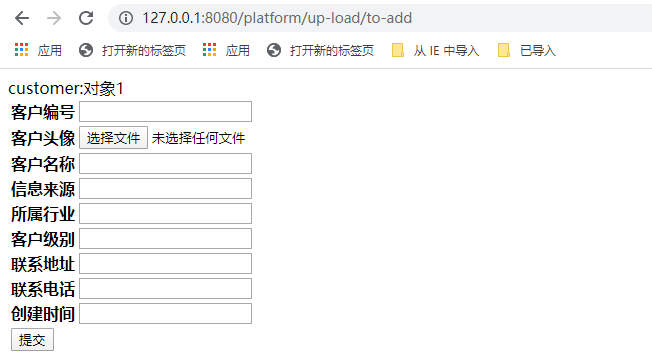 127.0.0.1:8080/platform/up-load/to-add
应用 打开新的标签页 应用 打开新的标签页 从 IE 中导入 已导入
customer:对象1
客户编号
客户头像 选择文件 未选择任何文件
客户名称
信息来源
所属行业
客户级别
联系地址
联系电话
创建时间
提交